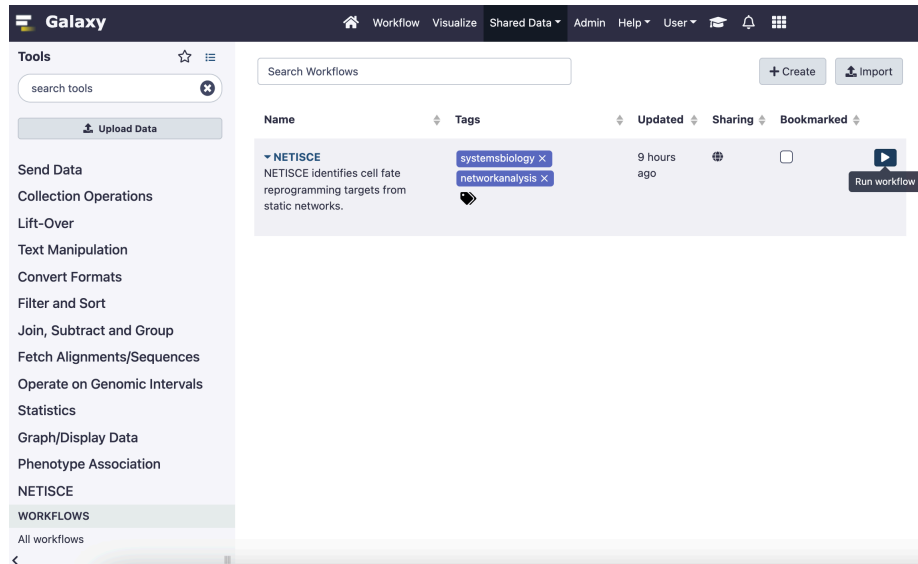 Galaxy
Workflow Visualize Shared Data Admin Help User
Tools
search tools
Upload Data
Send Data
Collection Operations
Lift-Over
Text Manipulation
Convert Formats
Filter and Sort
Join, Subtract and Group
Fetch Alignments/Sequences
Operate on Genomic Intervals
Statistics
Graph/Display Data
Phenotype Association
NETISCE
WORKFLOWS
All workflows
Search Workflows
+ Create Import
Name Tags Updated Sharing Bookmarked
NETISCE
NETISCE identifies cell fate
reprogramming targets from
static networks.
systemsbiology ×
networkanalysis ×
9 hours
ago
Run workflow